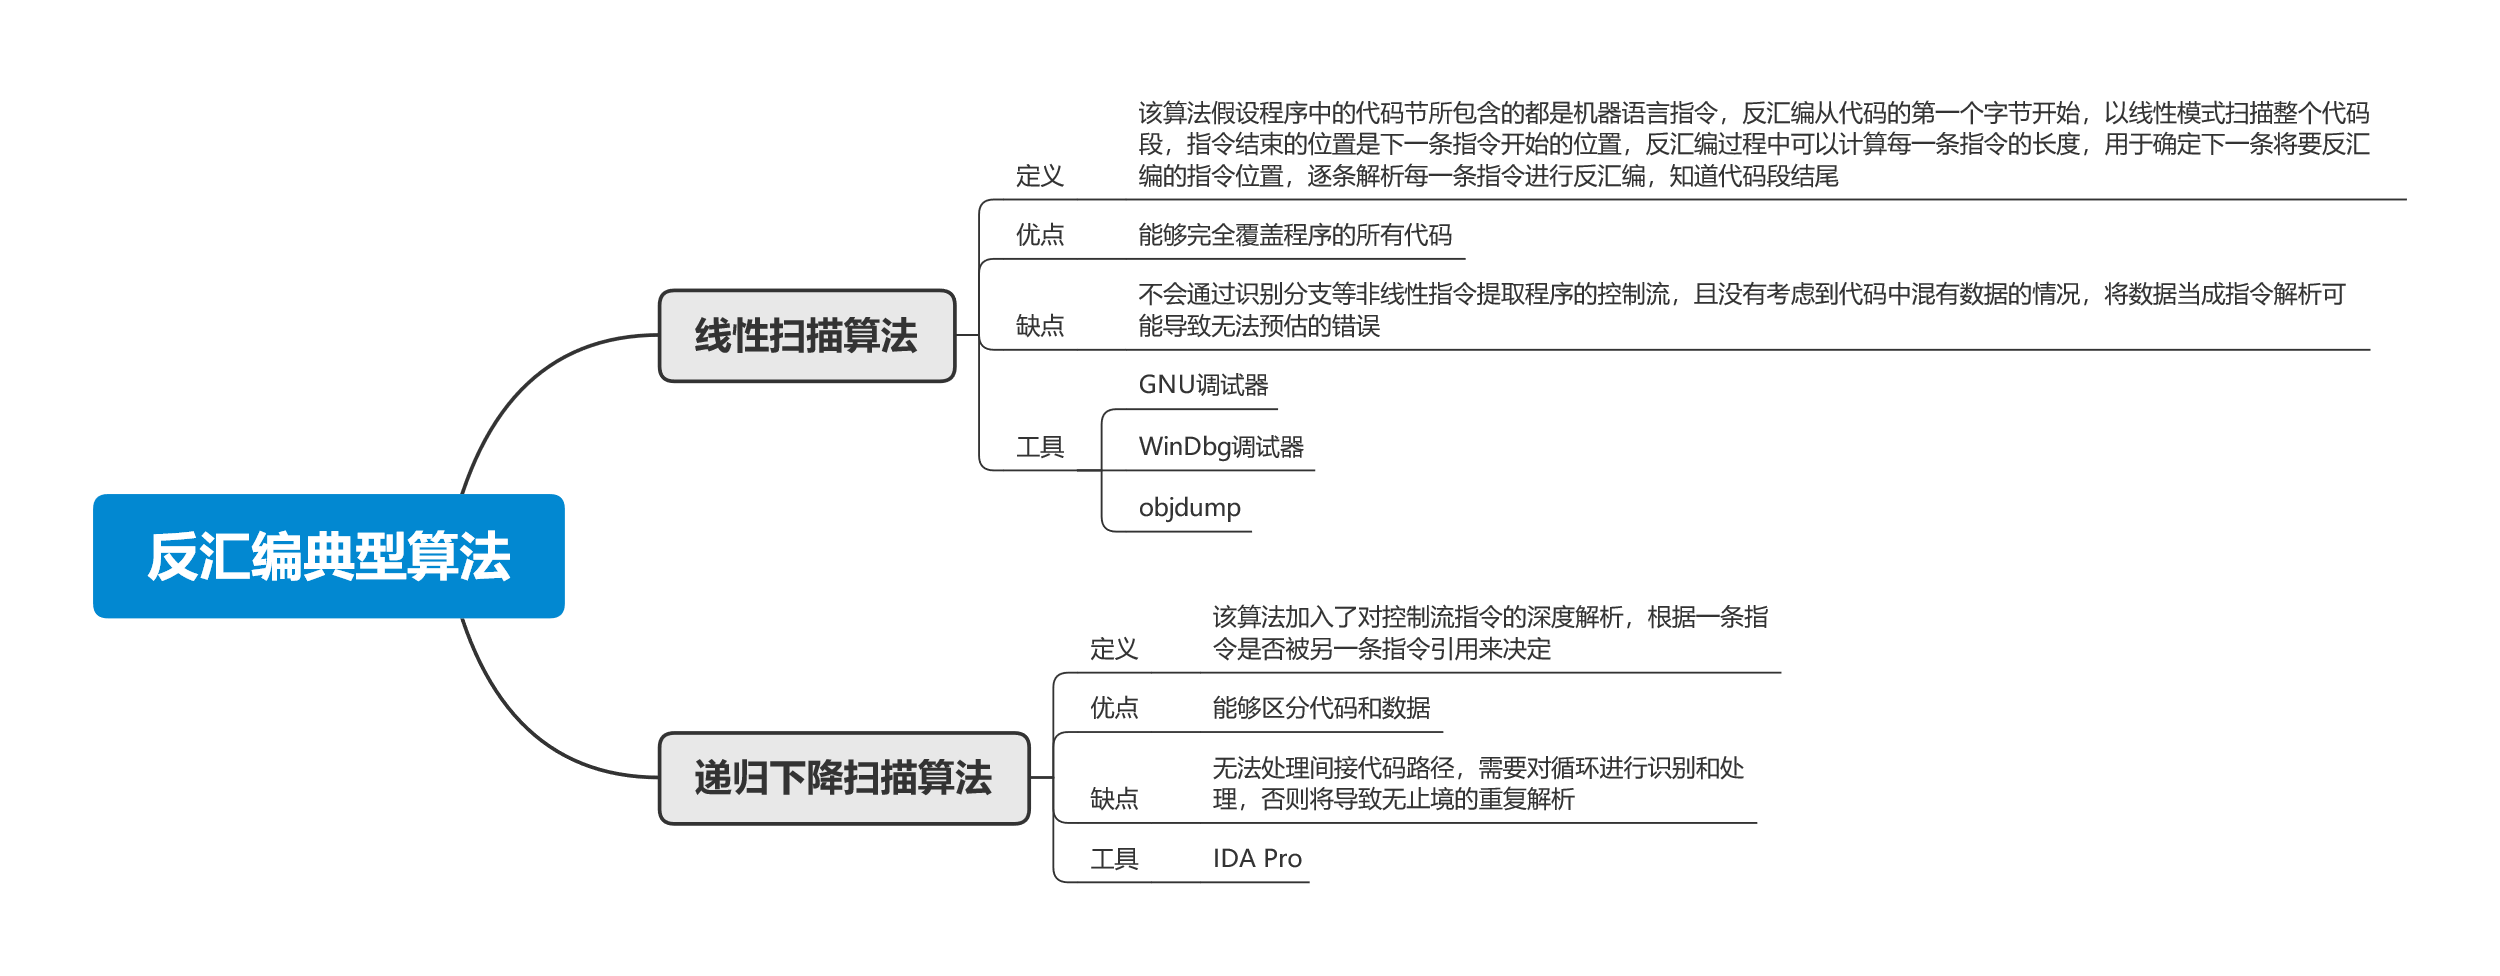 反汇编典型算法
线性扫描算法
定义
该算法假设程序中的代码节所包含的都是机器语言指令，反汇编从代码的第一个字节开始，以线性模式扫描整个代码
段，指令结束的位置是下一条指令开始的位置，反汇编过程中可以计算每一条指令的长度，用于确定下一条将要反汇
编的指令位置，逐条解析每一条指令进行反汇编，知道代码段结尾
优点
能够完全覆盖程序的所有代码
缺点
不会通过识别分支等非线性指令提取程序的控制流，且没有考虑到代码中混有数据的情况，将数据当成指令解析可
能导致无法预估的错误
工具
GNU调试器
WinDbg调试器
objdump
递归下降扫描算法
定义
该算法加入了对控制流指令的深度解析，根据一条指
令是否被另一条指令引用来决定
优点
能够区分代码和数据
缺点
无法处理间接代码路径，需要对循环进行识别和处
理，否则将导致无止境的重复解析
工具
IDA Pro